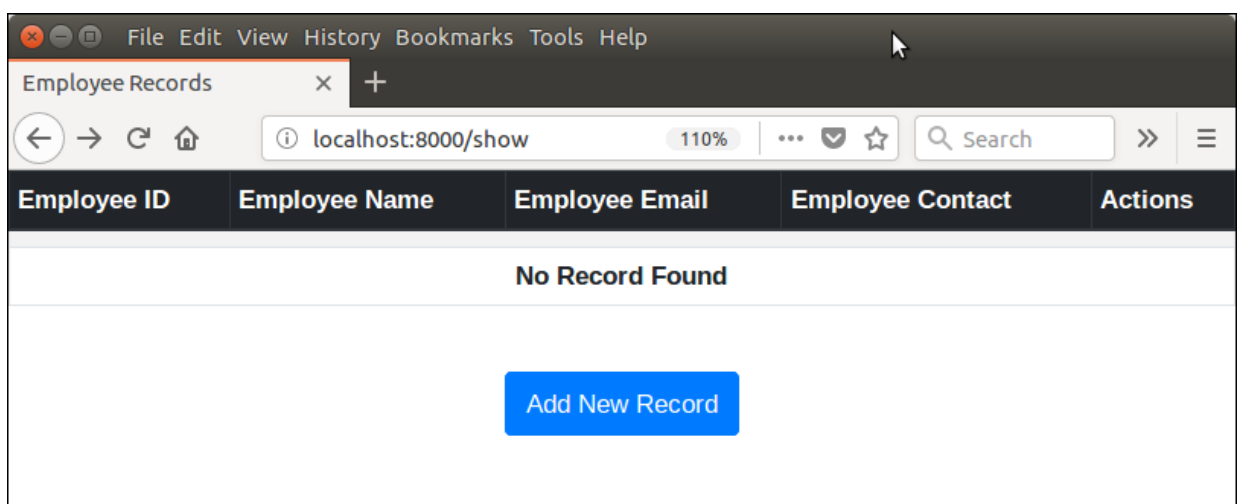 File Edit View History Bookmarks Tools Help
Employee Records
localhost:8000/show 110% Search
Employee ID Employee Name Employee Email Employee Contact Actions
No Record Found
Add New Record